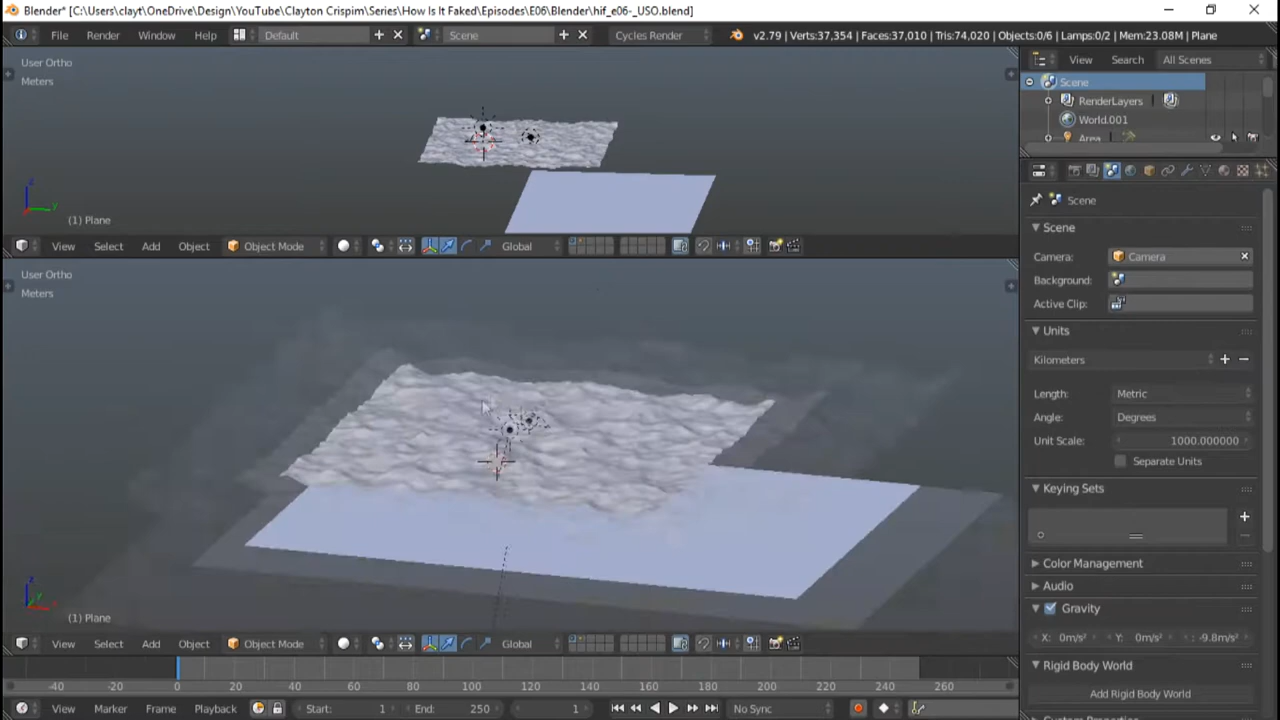 Blender* [C:\Users\clayt\OneDrive\Design\YouTube\Clayton Crispim\Series\How Is It Faked\Episodes\E06\Blender\hif_e06-_USO.blend]
File Render Window Help Default Scene Cycles Render v2.79 | Verts:37,354 | Faces:37,010 | Tris:74,020 | Objects:0/6 | Lamps:0/2 | Mem:23.08M | Plane
User Ortho
Meters
(1) Plane
View Select Add Object Object Mode Global
User Ortho
Meters
(1) Plane
View Select Add Object Object Mode Global
-40 -20 0 20 40 60 80 100 120 140 160 180 200 220 240 260
View Marker Frame Playback Start: 1 End: 250 1 No Sync
View Search All Scenes
Scene
RenderLayers
World.001
Area
Scene
Scene
Camera: Camera
Background:
Active Clip:
Units
Kilometers
Length: Metric
Angle: Degrees
Unit Scale: 1000.000000
Separate Units
Keying Sets
Color Management
Audio
Gravity
X: 0m/s² Y: 0m/s² : -9.8m/s²
Rigid Body World
Add Rigid Body World
Custom Properties